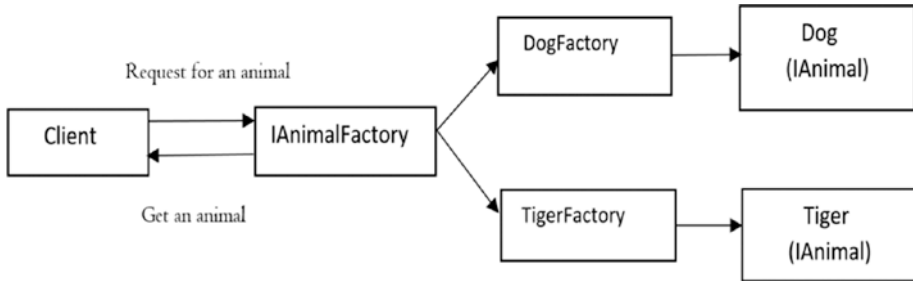 DogFactory
Dog
(IAnimal)
Request for an animal
Client
IAnimalFactory
Get an animal
TigerFactory
Tiger
(IAnimal)